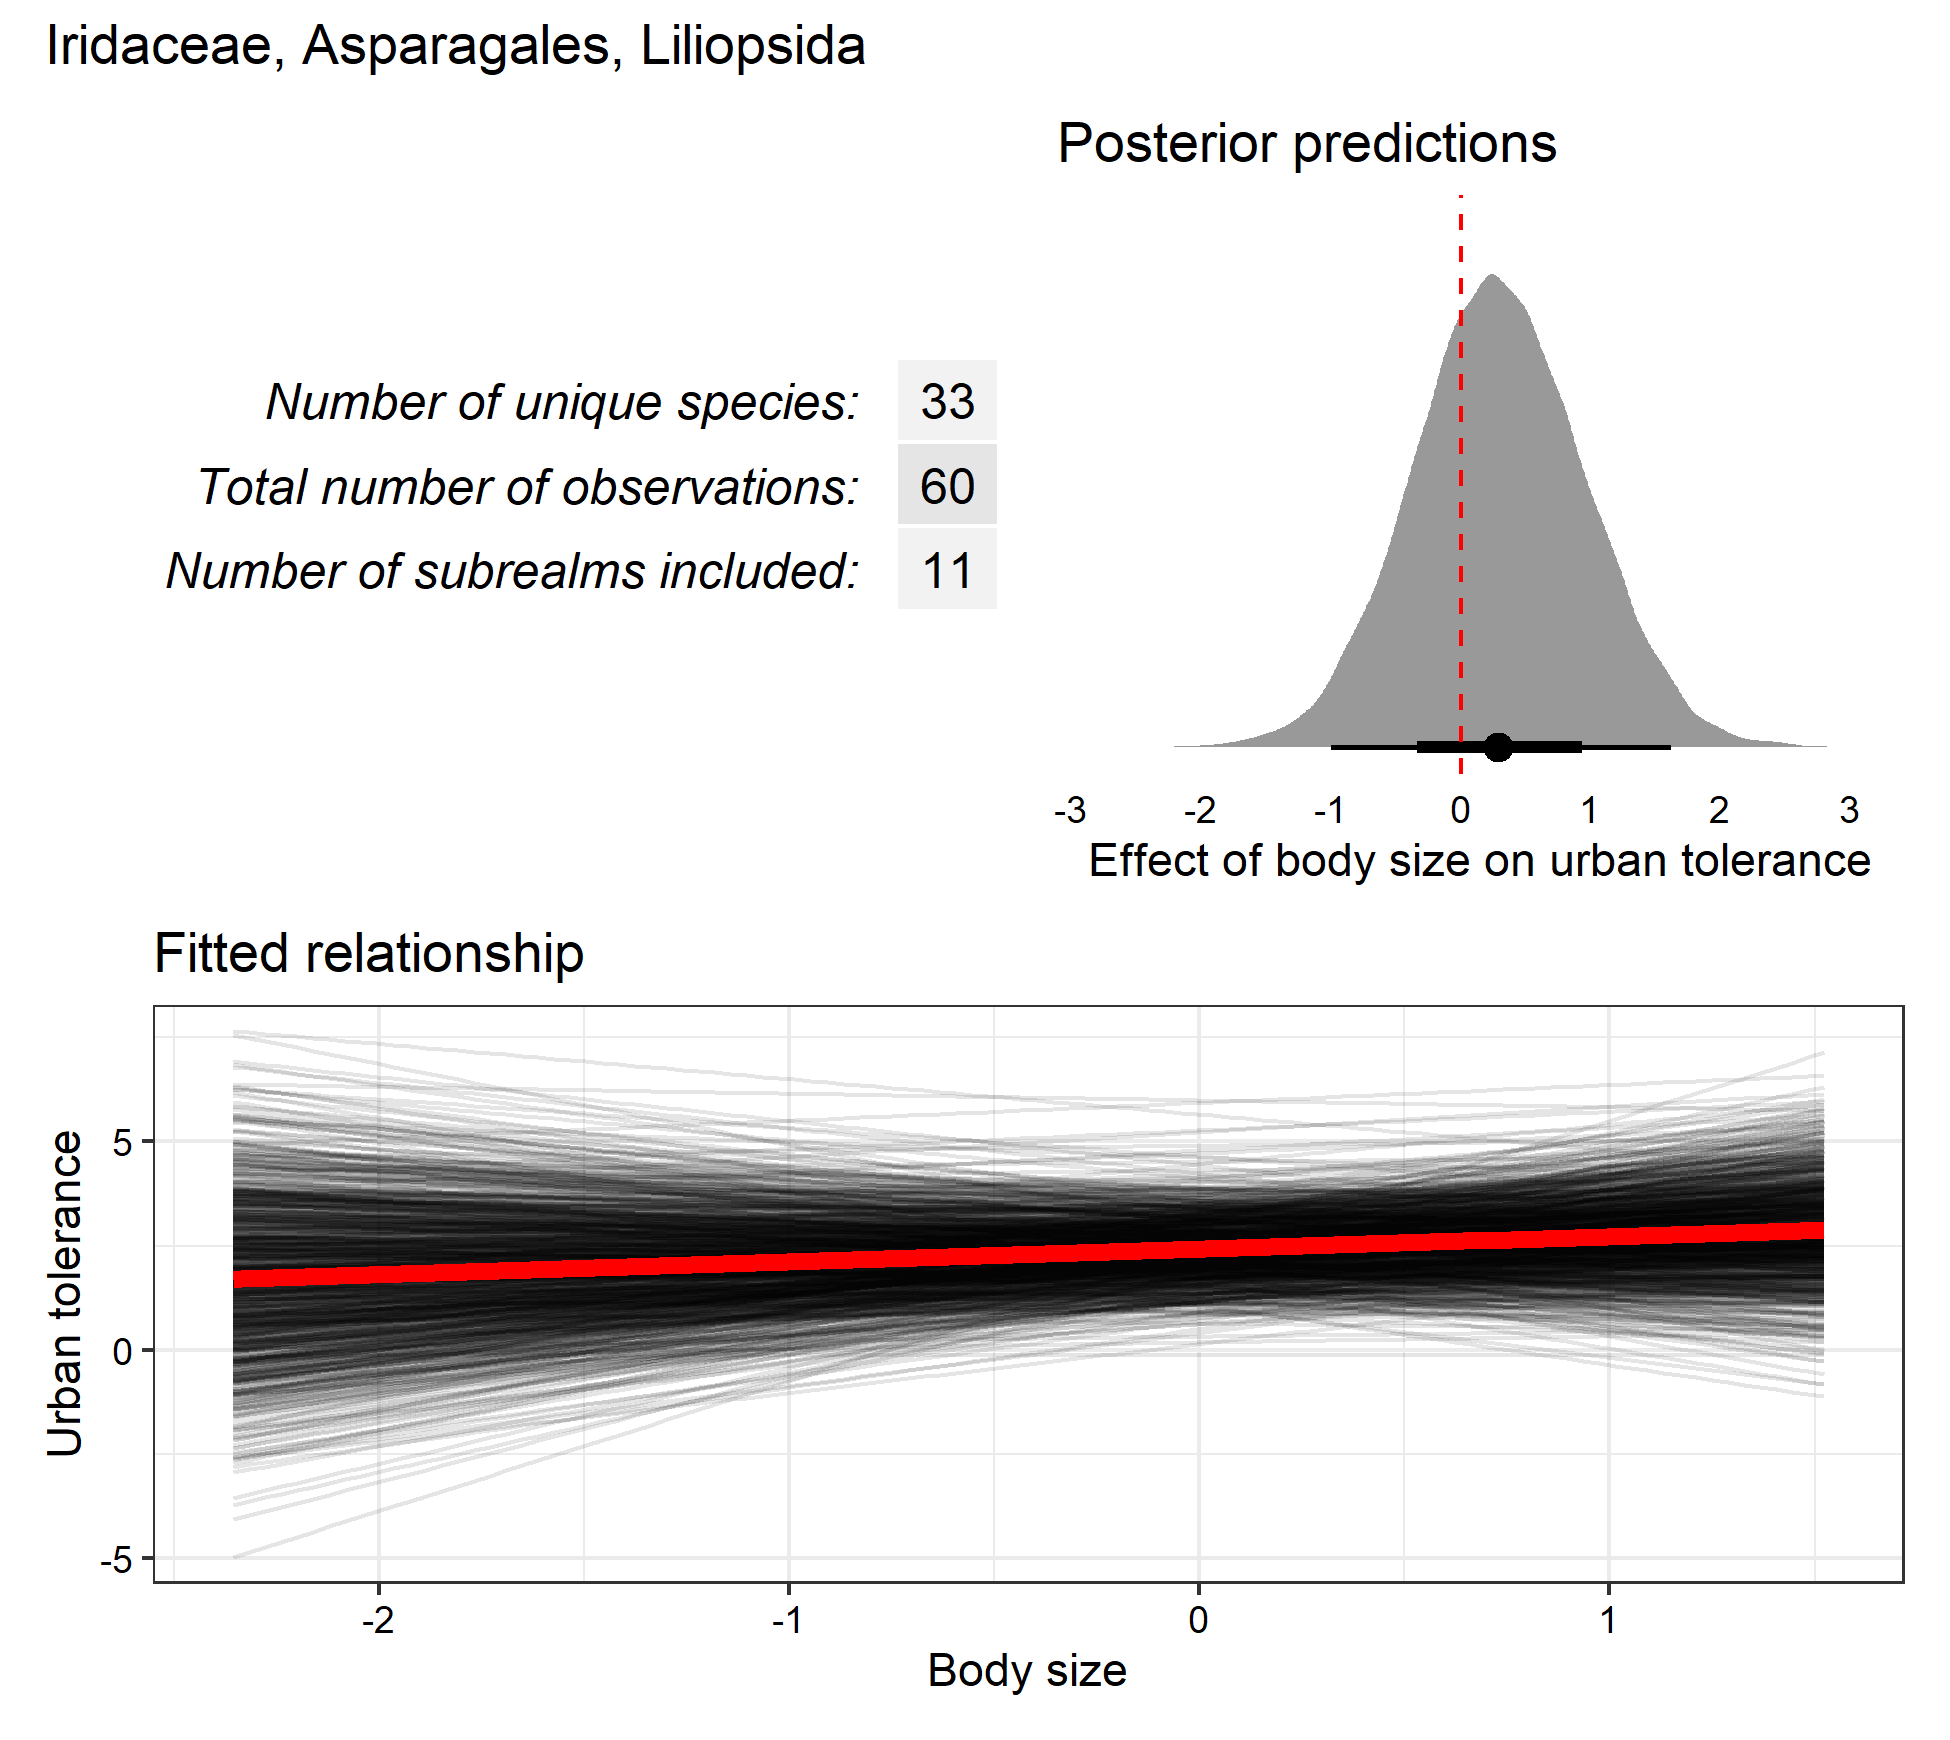 Iridaceae, Asparagales, Liliopsida
Number of unique species: 33
Total number of observations: 60
Number of subrealms included: 11
Posterior predictions
-3 -2 -1 0 1 2 3
Effect of body size on urban tolerance
Fitted relationship
Urban tolerance
5
0
-5
-2 -1 0 1
Body size